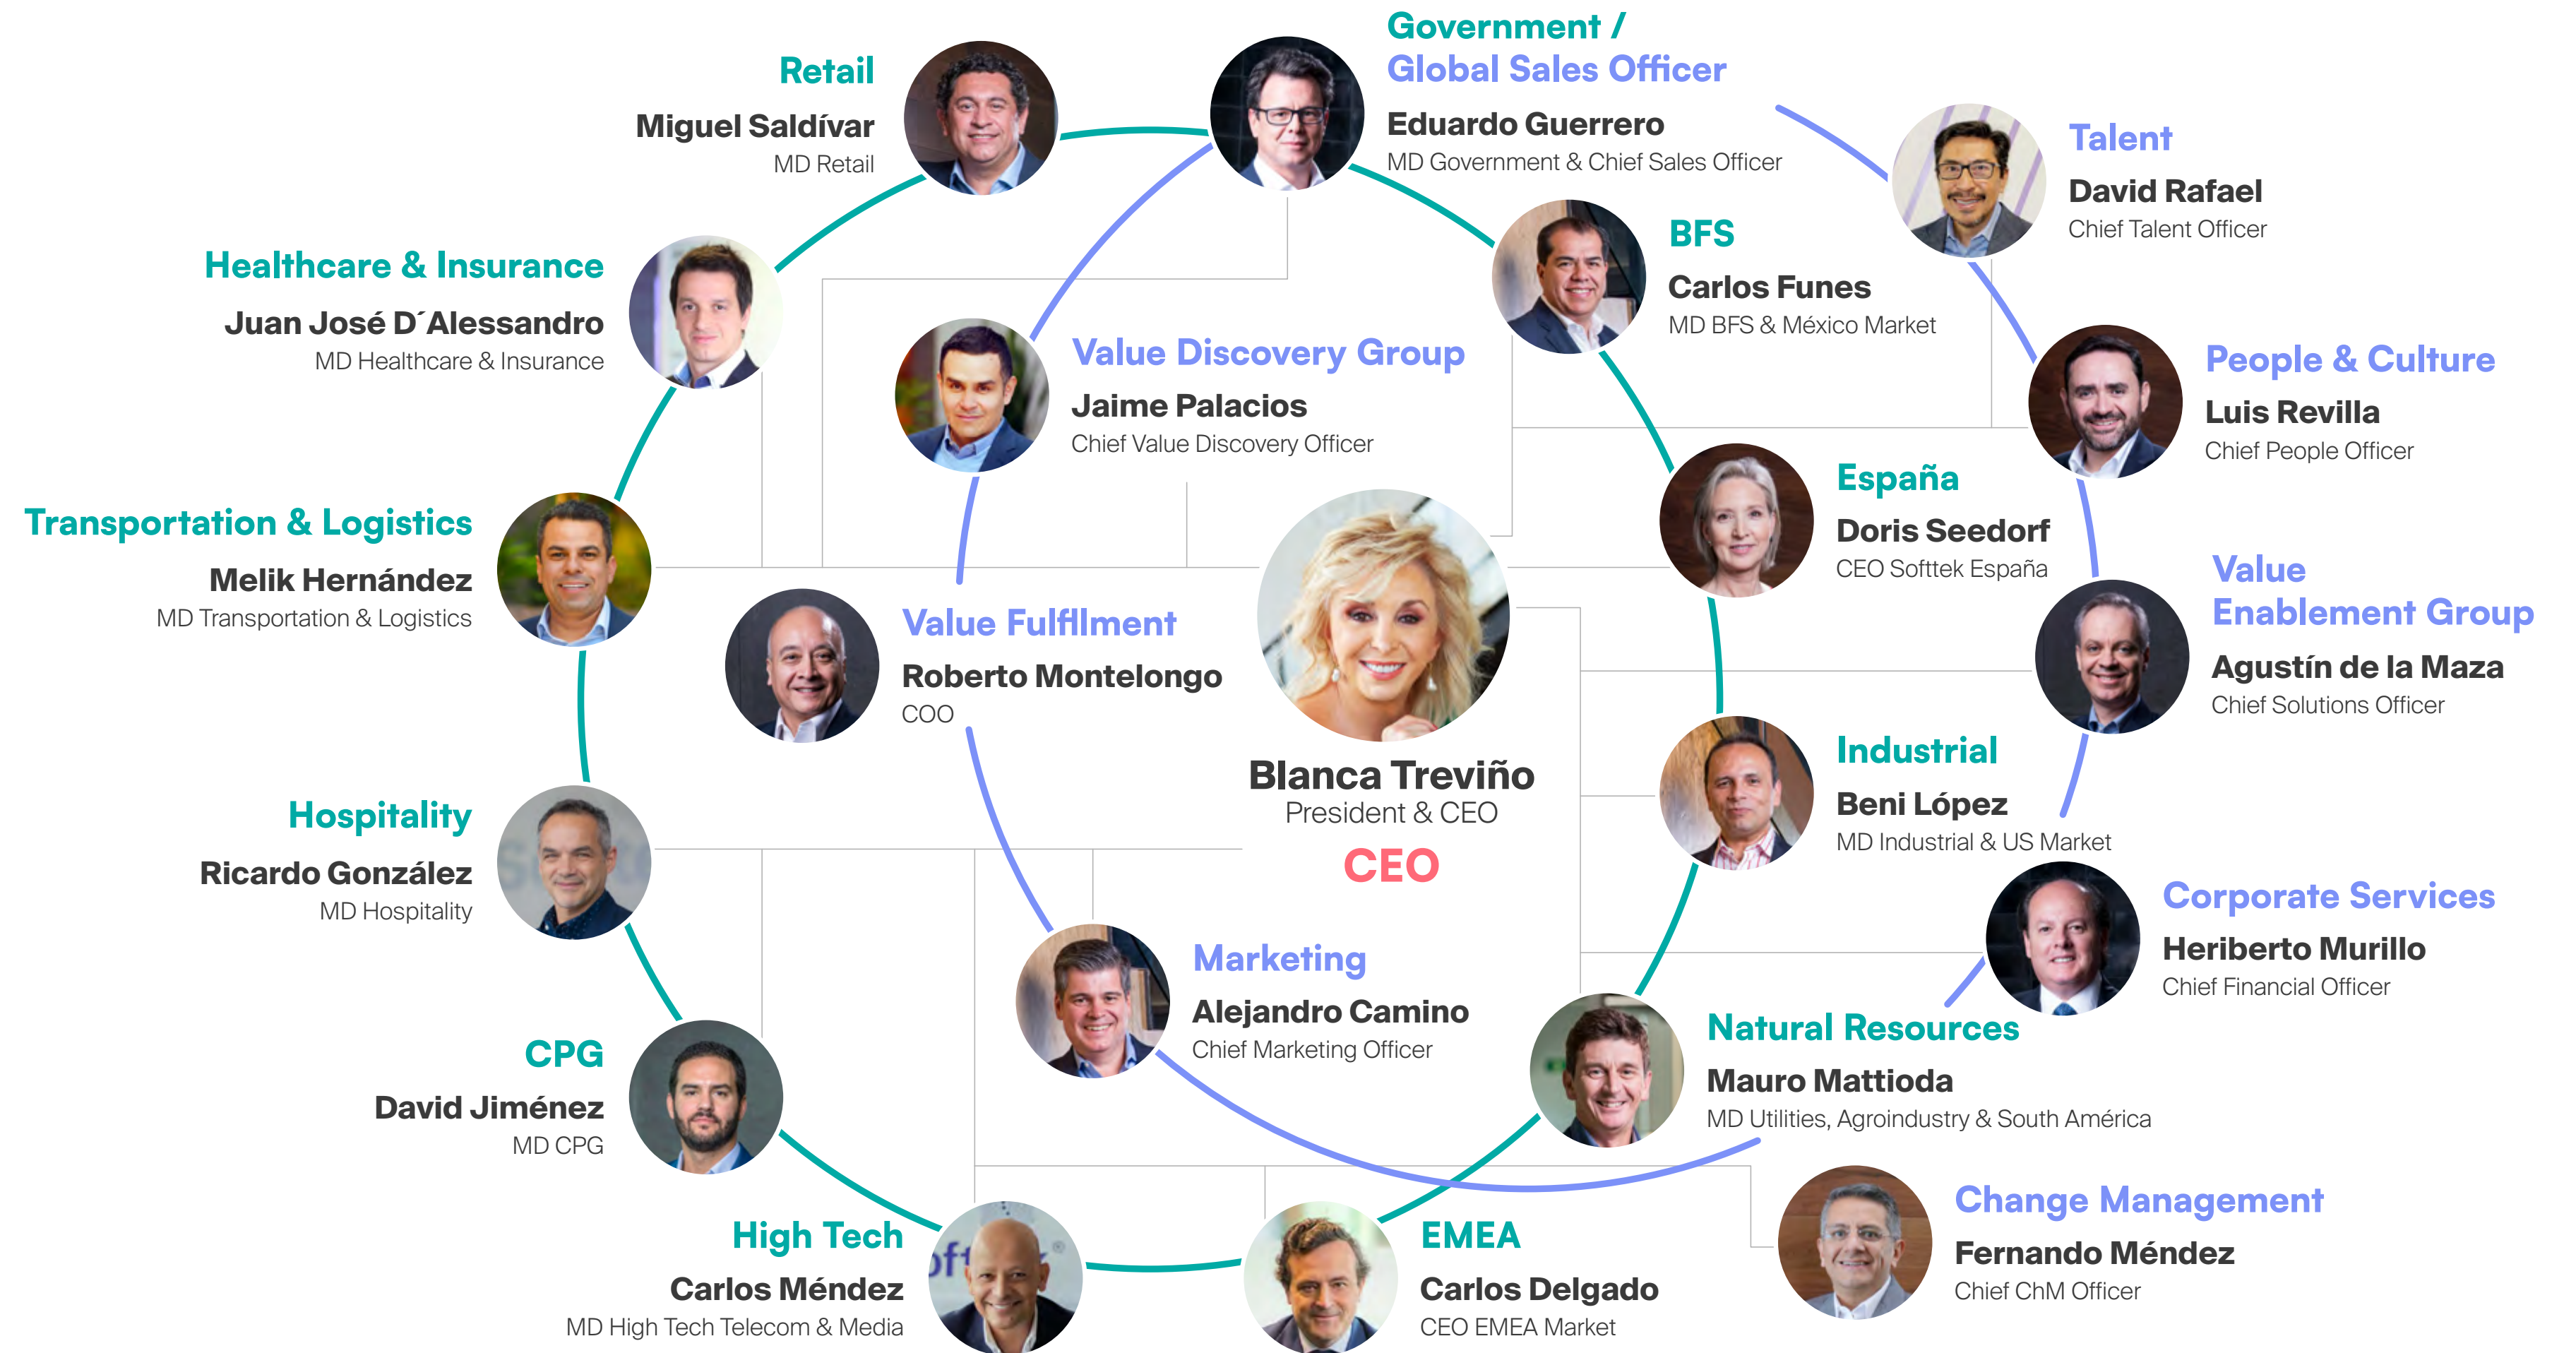 Retail
Miguel Saldívar
MD Retail
Government /
Global Sales Officer
Eduardo Guerrero
MD Government & Chief Sales Officer
Talent
David Rafael
Chief Talent Officer
Healthcare & Insurance
Juan José D´Alessandro
MD Healthcare & Insurance
BFS
Carlos Funes
MD BFS & México Market
Value Discovery Group
Jaime Palacios
Chief Value Discovery Officer
People & Culture
Luis Revilla
Chief People Officer
Transportation & Logistics
Melik Hernández
MD Transportation & Logistics
España
Doris Seedorf
CEO Softtek España
Value Fulfllment
Roberto Montelongo
COO
Value
Enablement Group
Agustín de la Maza
Chief Solutions Officer
Blanca Treviño
President & CEO
CEO
Industrial
Beni López
MD Industrial & US Market
Hospitality
Ricardo González
MD Hospitality
Corporate Services
Heriberto Murillo
Chief Financial Officer
Marketing
Alejandro Camino
Chief Marketing Officer
Natural Resources
Mauro Mattioda
MD Utilities, Agroindustry & South América
CPG
David Jiménez
MD CPG
High Tech
Carlos Méndez
MD High Tech Telecom & Media
EMEA
Carlos Delgado
CEO EMEA Market
Change Management
Fernando Méndez
Chief ChM Officer